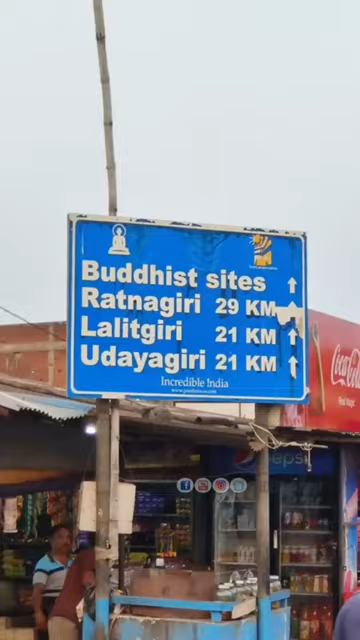 Buddhist sites
Ratnagiri 29 KM
Lalitgiri 21 KM
Udayagiri 21 KM
Incredible India
Coca-Cola
pepsi